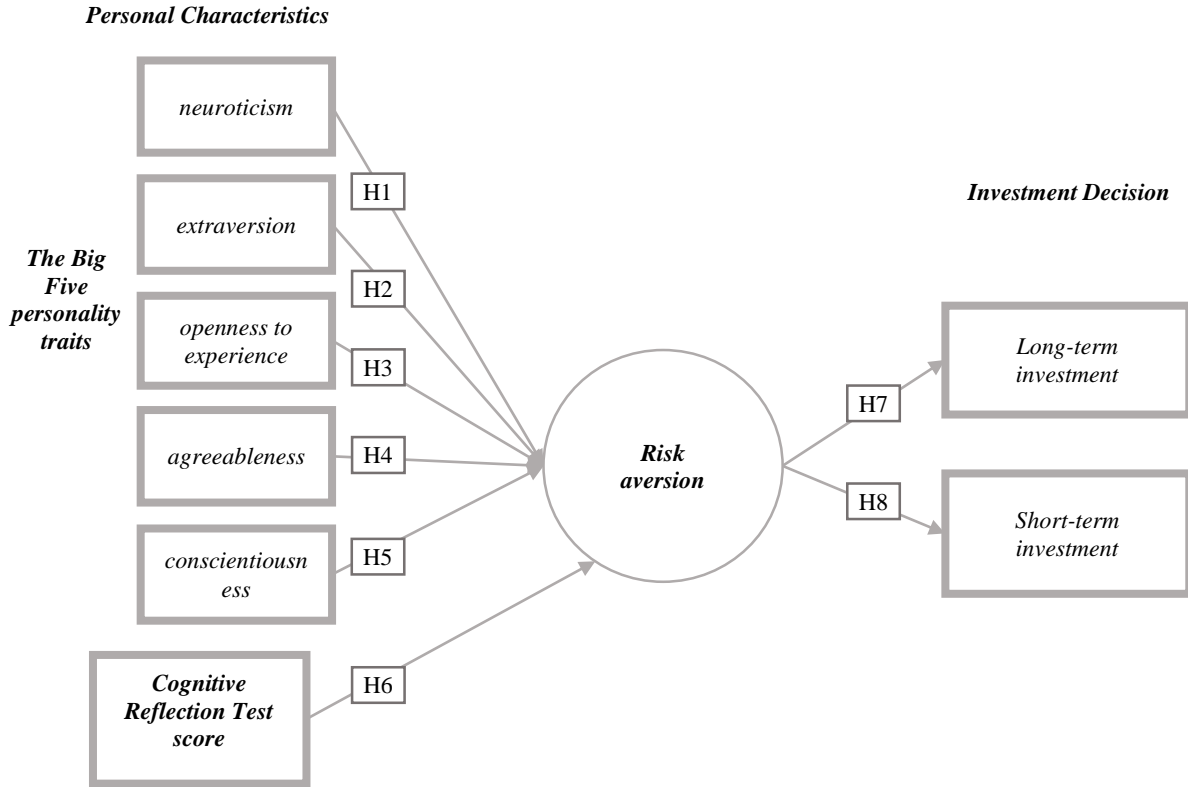 Personal Characteristics
neuroticism
H1
Investment Decision
extraversion
The Big
Five
personality
traits
H2
openness to
experience
H3
Long-term
investment
H7
agreeableness
H4
Risk
aversion
H8
Short-term
investment
conscientiousn
ess
H5
Cognitive
Reflection Test
score
H6